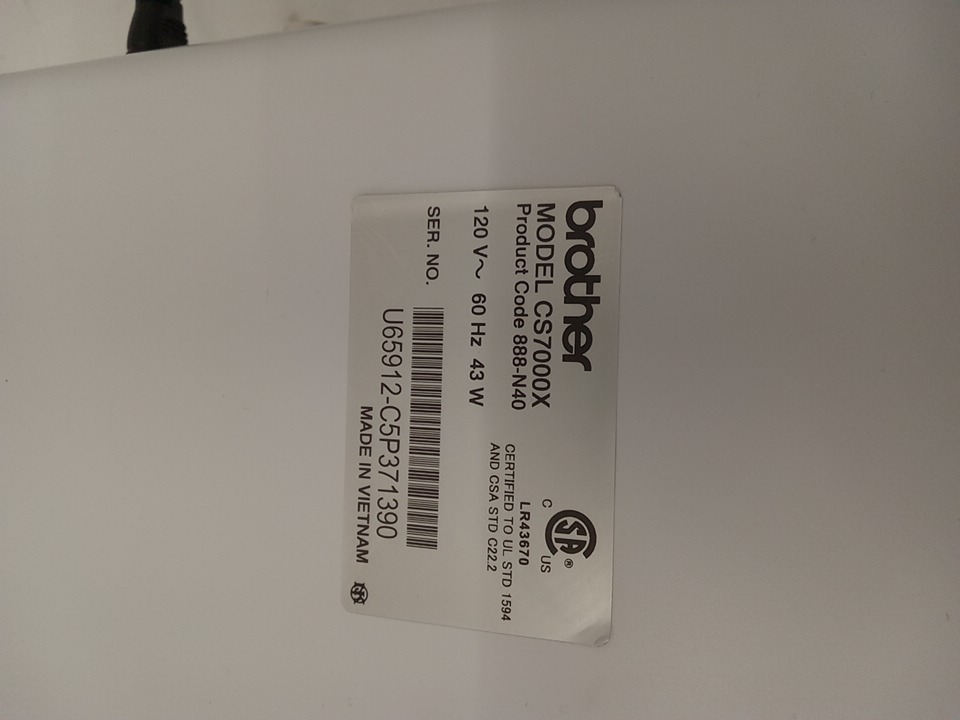 brother
MODEL CS7000X
Product Code 888-N40
120 V～ 60 Hz 43 W
SER. NO.
U65912-C5P371390
MADE IN VIETNAM
C US
SA ®
LR43670
CERTIFIED TO UL STD 1594
AND CSA STD C22.2